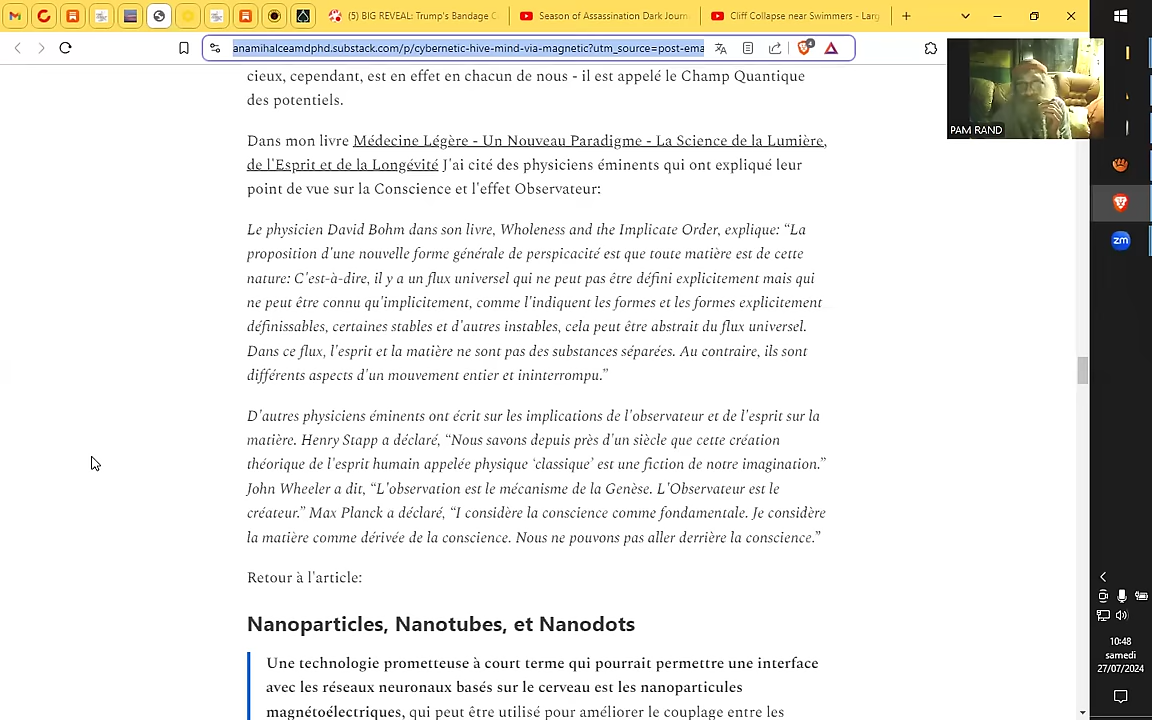 (5) BIG REVEAL: Trump's Bandage C
Season of Assassination Dark Journ
Cliff Collapse near Swimmers - Larg
anamihalceamdphd.substack.com/p/cybernetic-hive-mind-via-magnetic?utm_source=post-ema
4
PAM RAND
cieux, cependant, est en effet en chacun de nous - il est appelé le Champ Quantique
des potentiels.
Dans mon livre Médecine Légère - Un Nouveau Paradigme - La Science de la Lumière,
de l'Esprit et de la Longévité J'ai cité des physiciens éminents qui ont expliqué leur
point de vue sur la Conscience et l'effet Observateur:
Le physicien David Bohm dans son livre, Wholeness and the Implicate Order, explique: “La
proposition d'une nouvelle forme générale de perspicacité est que toute matière est de cette
nature: C'est-à-dire, il y a un flux universel qui ne peut pas être défini explicitement mais qui
ne peut être connu qu'implicitement, comme l'indiquent les formes et les formes explicitement
définissables, certaines stables et d'autres instables, cela peut être abstrait du flux universel.
Dans ce flux, l'esprit et la matière ne sont pas des substances séparées. Au contraire, ils sont
différents aspects d'un mouvement entier et ininterrompu.”
D'autres physiciens éminents ont écrit sur les implications de l'observateur et de l'esprit sur la
matière. Henry Stapp a déclaré, “Nous savons depuis près d'un siècle que cette création
théorique de l'esprit humain appelée physique ‘classique’ est une fiction de notre imagination.”
John Wheeler a dit, “L'observation est le mécanisme de la Genèse. L'Observateur est le
créateur.” Max Planck a déclaré, “I considère la conscience comme fondamentale. Je considère
la matière comme dérivée de la conscience. Nous ne pouvons pas aller derrière la conscience.”
Retour à l'article:
Nanoparticles, Nanotubes, et Nanodots
Une technologie prometteuse à court terme qui pourrait permettre une interface
avec les réseaux neuronaux basés sur le cerveau est les nanoparticules
magnétoélectriques, qui peut être utilisé pour améliorer le couplage entre les
zm
10:48
samedi
27/07/2024